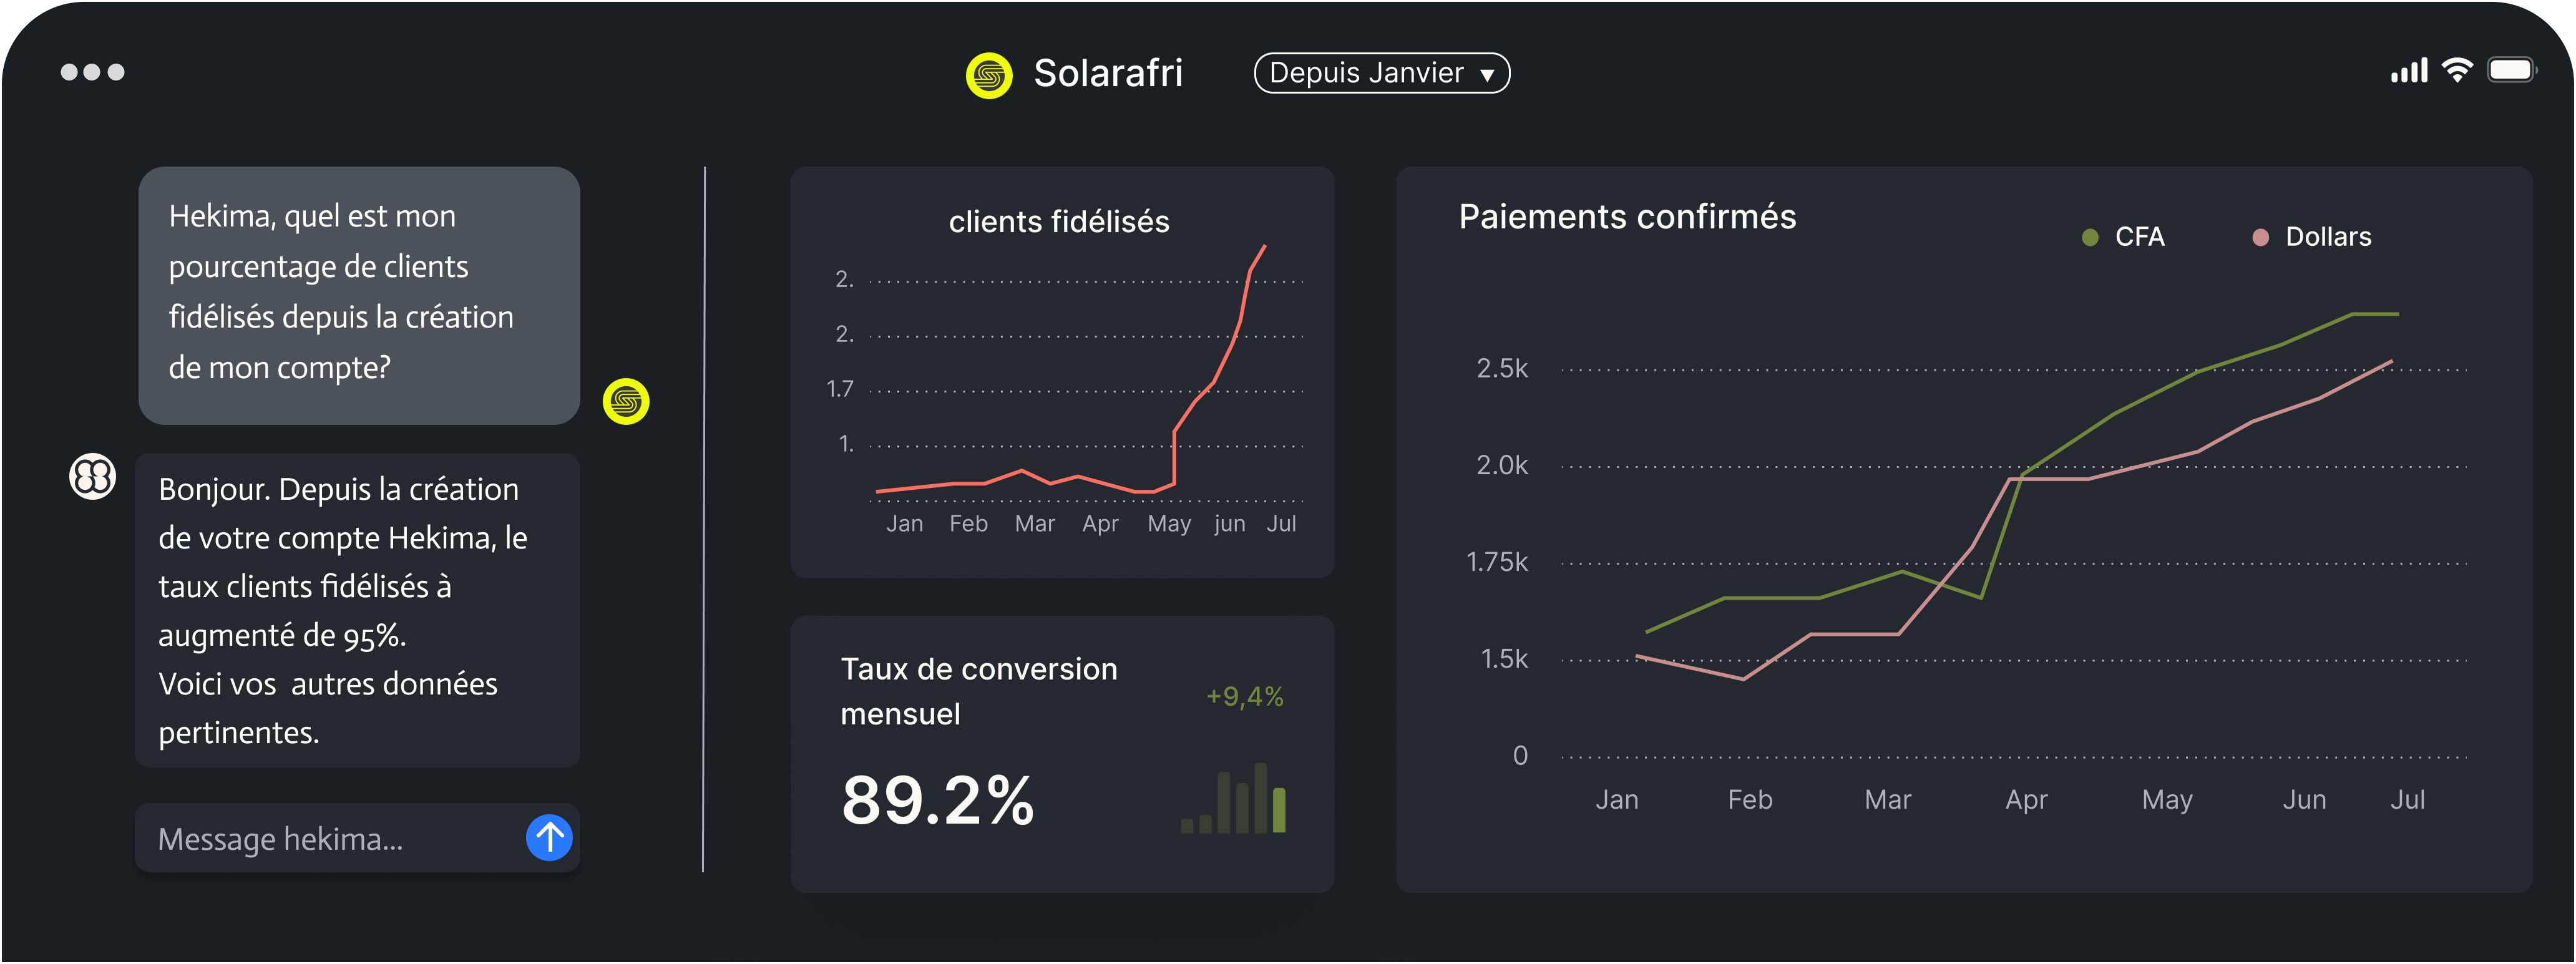 Solarafri
Depuis Janvier ▼
Hekima, quel est mon
pourcentage de clients
fidélisés depuis la création
de mon compte?
Bonjour. Depuis la création
de votre compte Hekima, le
taux clients fidélisés à
augmenté de 95%.
Voici vos autres données
pertinentes.
Message hekima...
clients fidélisés
2.
2.
1.7
1.
Jan Feb Mar Apr May jun Jul
Taux de conversion
mensuel
+9,4%
89.2%
Paiements confirmés
CFA Dollars
2.5k
2.0k
1.75k
1.5k
0
Jan Feb Mar Apr May Jun Jul